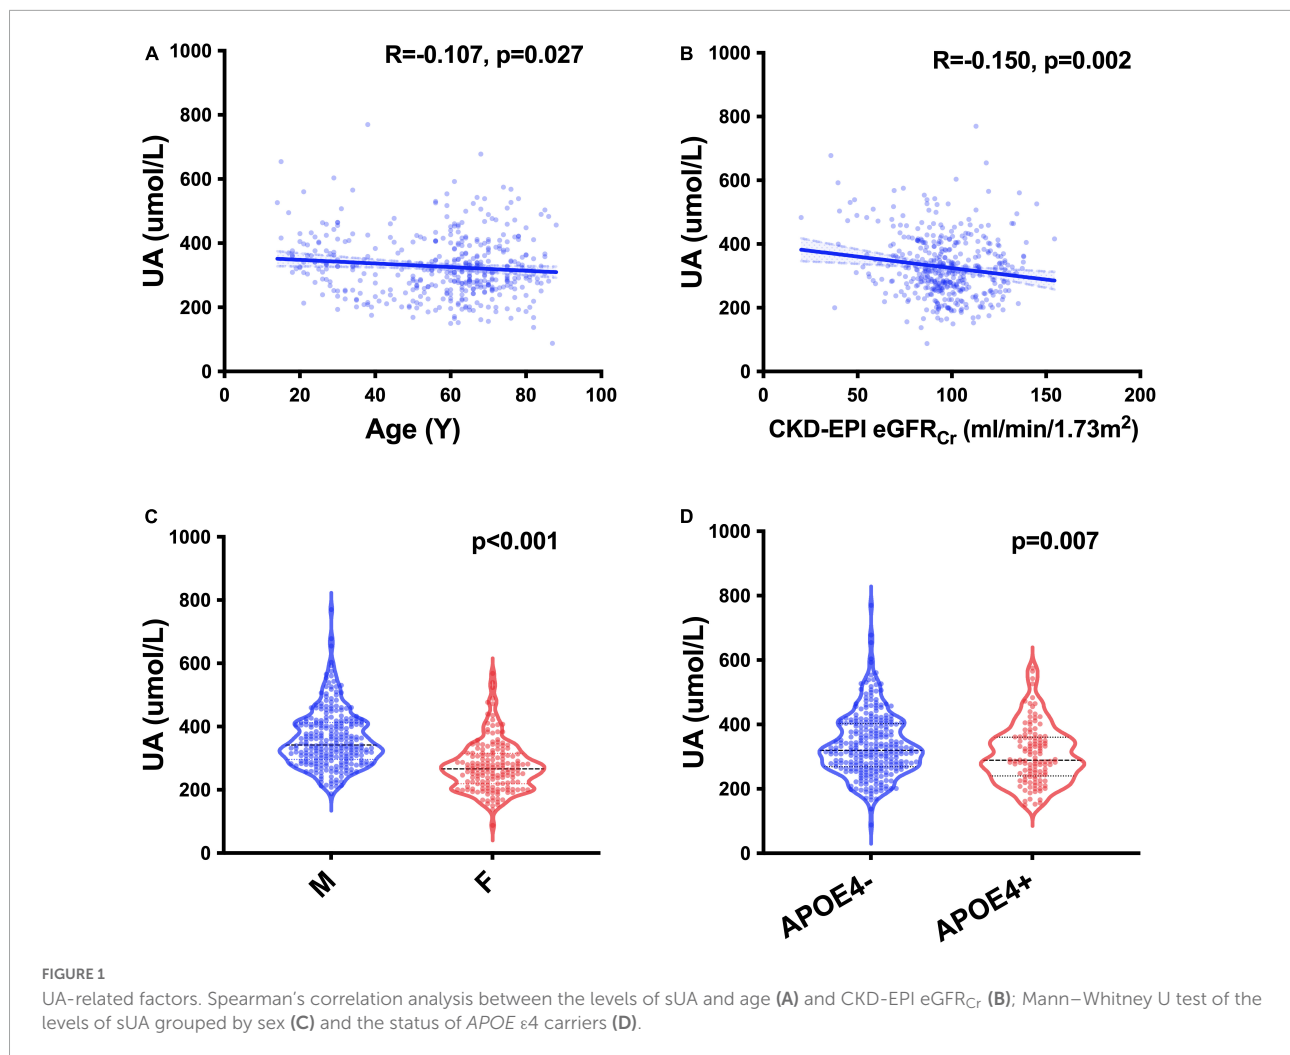 A
R=-0.107, p=0.027
UA (umol/L)
1000
800
600
400
200
0
0 20 40 60 80 100
Age (Y)
B
R=-0.150, p=0.002
UA (umol/L)
1000
800
600
400
200
0
0 50 100 150 200
CKD-EPI eGFRCr (ml/min/1.73m²)
C
p<0.001
UA (umol/L)
1000
800
600
400
200
0
M F
D
p=0.007
UA (umol/L)
1000
800
600
400
200
0
APOE4- APOE4+
FIGURE 1
UA-related factors. Spearman’s correlation analysis between the levels of sUA and age (A) and CKD-EPI eGFRCr (B); Mann–Whitney U test of the
levels of sUA grouped by sex (C) and the status of APOE ε4 carriers (D).